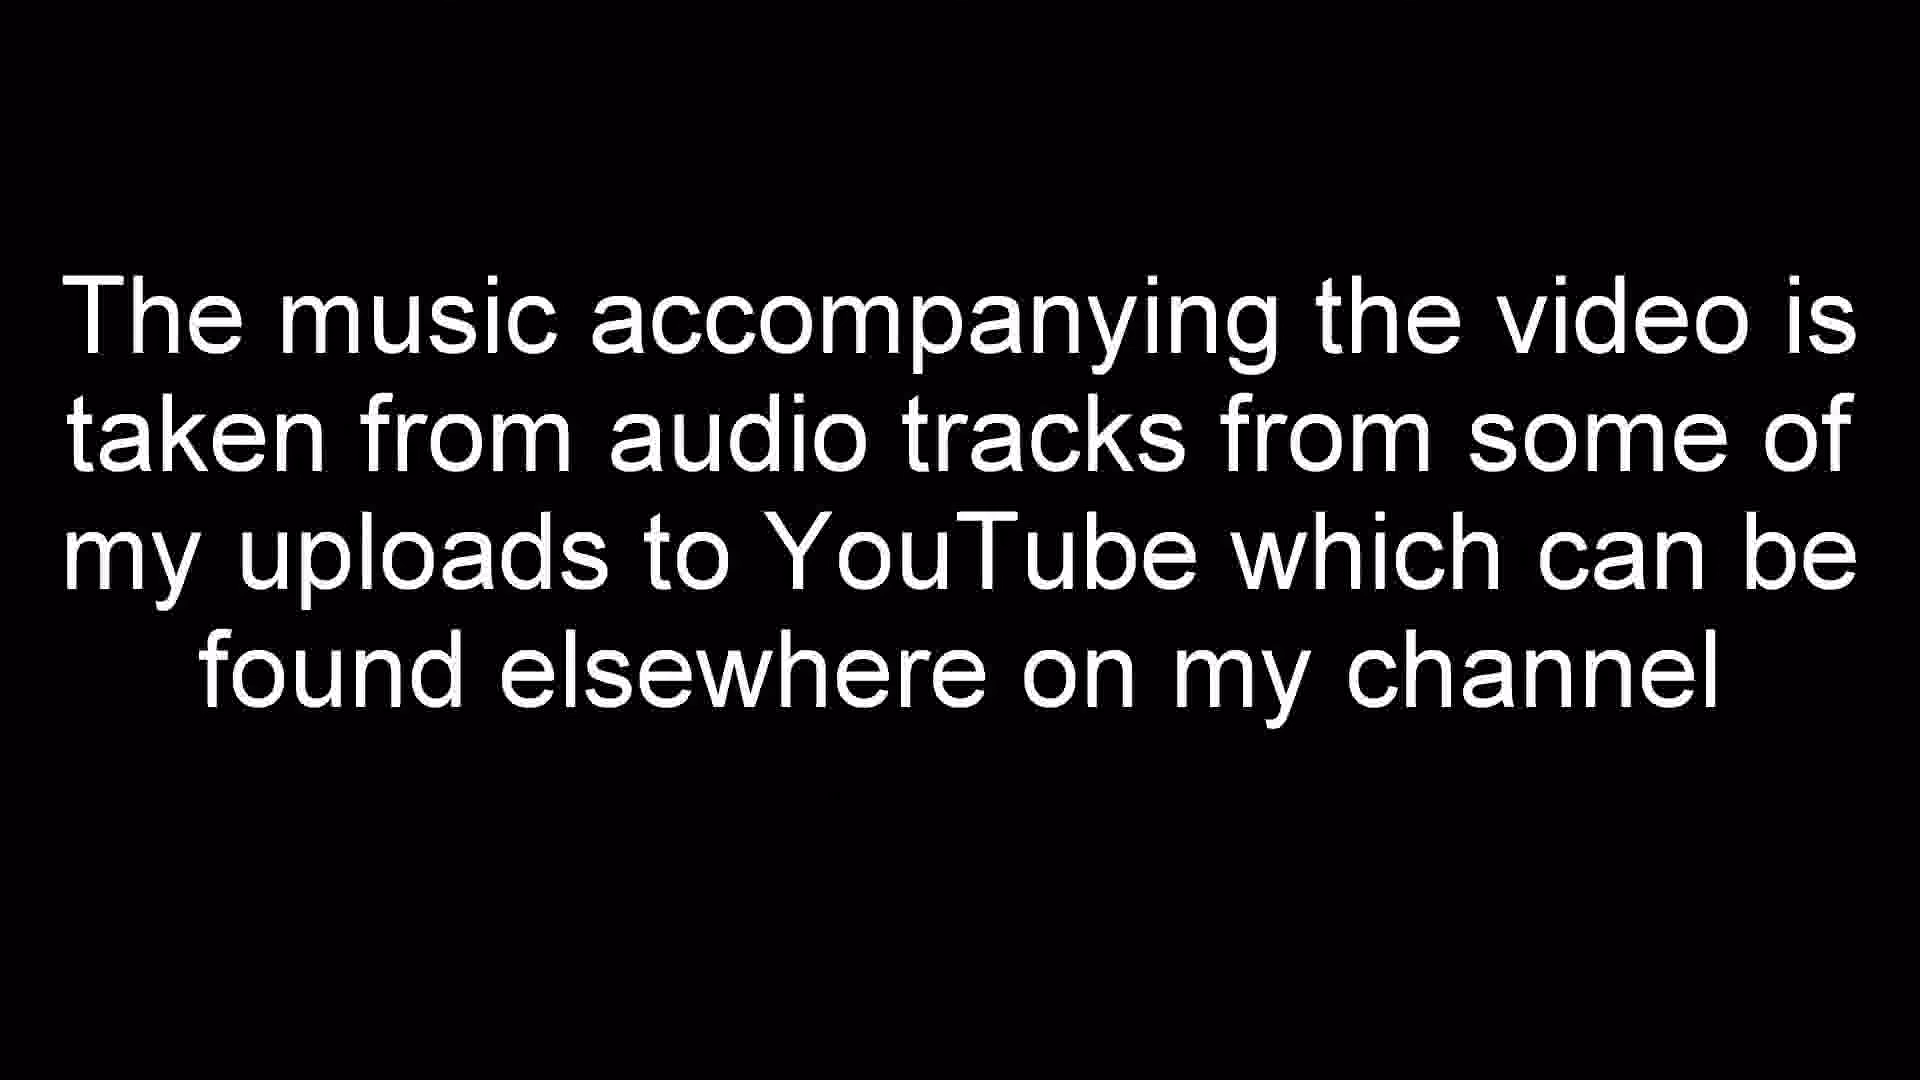 The music accompanying the video is
taken from audio tracks from some of
my uploads to YouTube which can be
found elsewhere on my channel